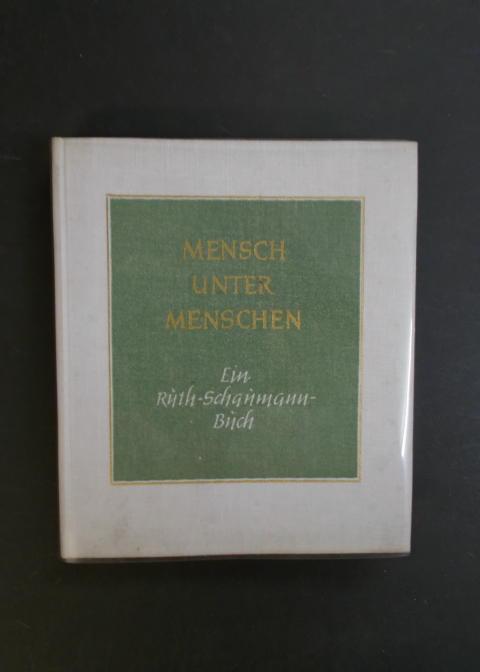 MENSCH
UNTER
MENSCHEN
Ein
Ruth-Schaumann-
Buch